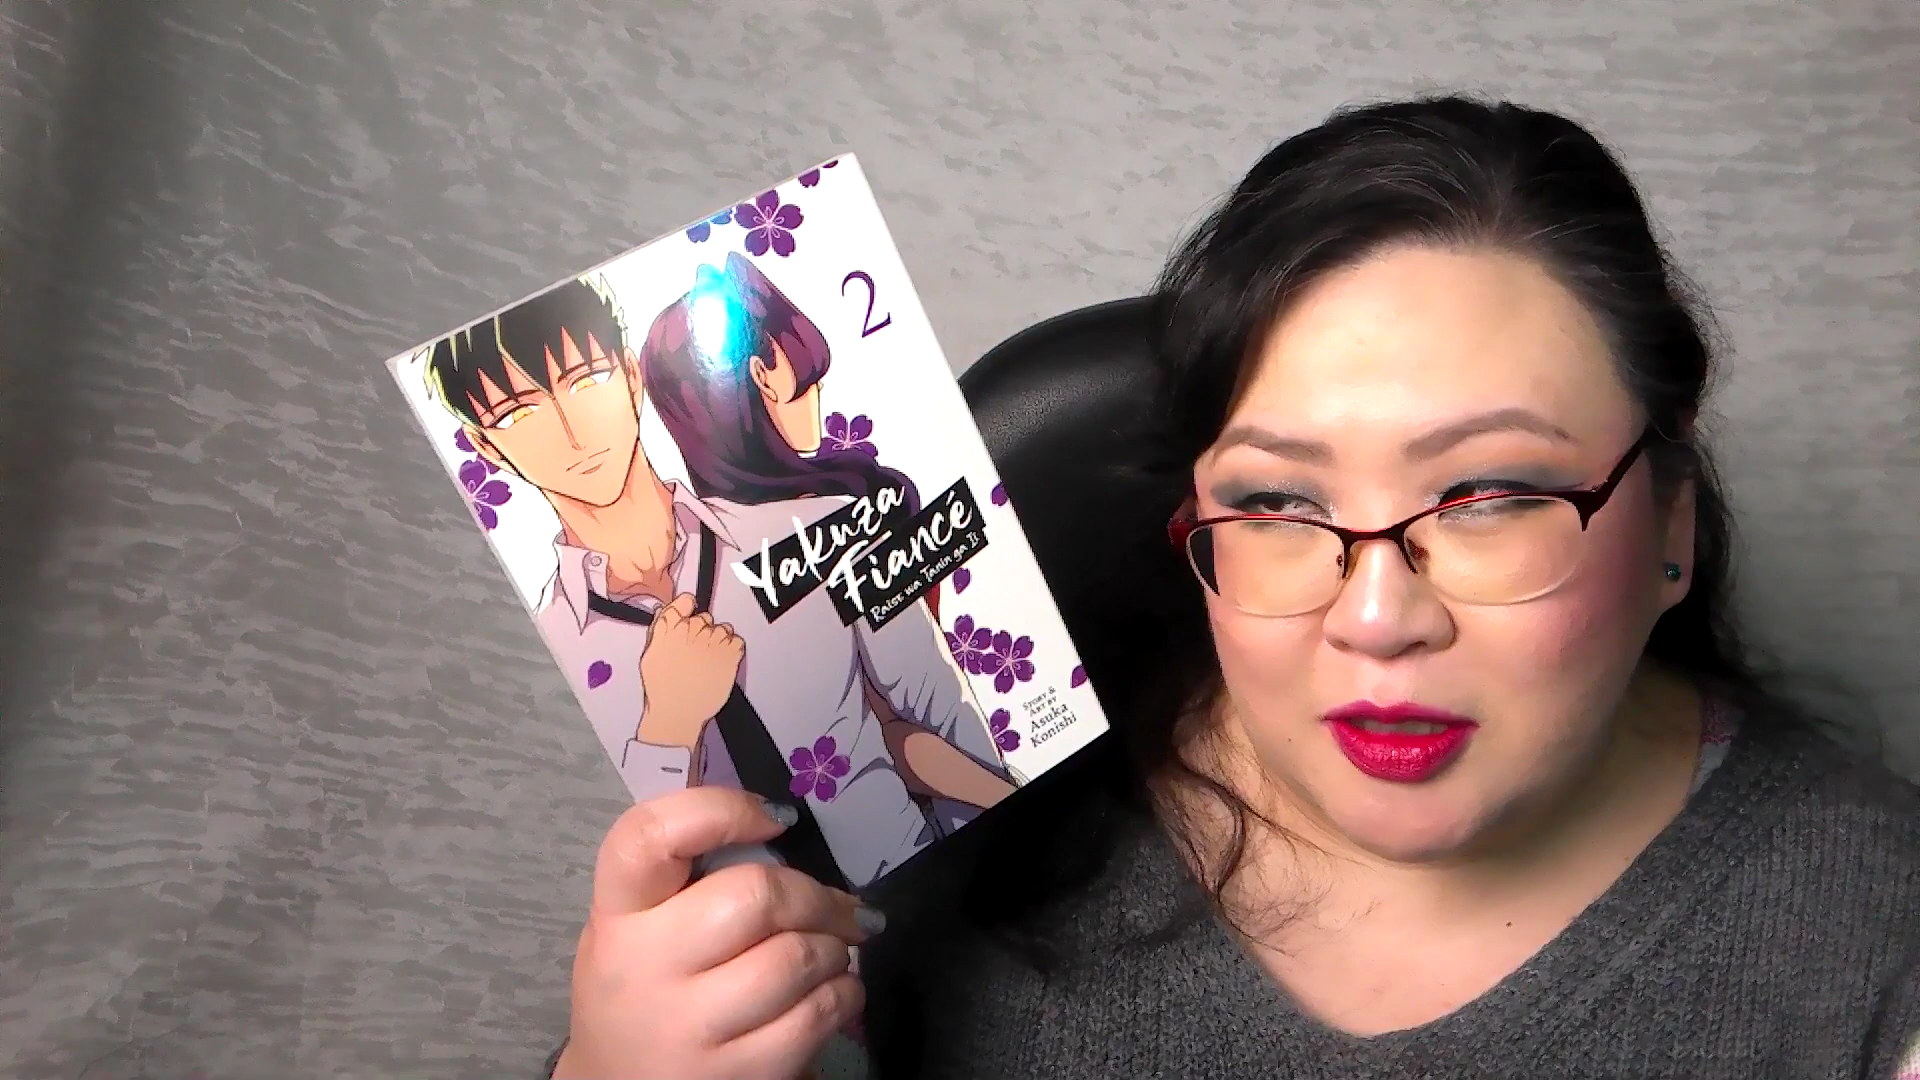 2
Yakuza
Fiancé
Raise wa Tanin ga Ii
STORY &
ART BY
Asuka
Konishi